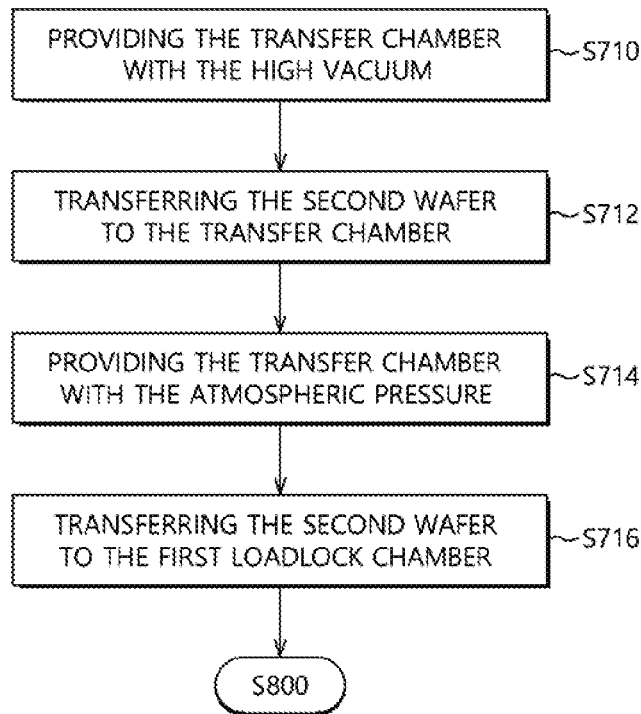 PROVIDING THE TRANSFER CHAMBER
WITH THE HIGH VACUUM
S710
TRANSFERRING THE SECOND WAFER
TO THE TRANSFER CHAMBER
S712
PROVIDING THE TRANSFER CHAMBER
WITH THE ATMOSPHERIC PRESSURE
S714
TRANSFERRING THE SECOND WAFER
TO THE FIRST LOADLOCK CHAMBER
S716
S800